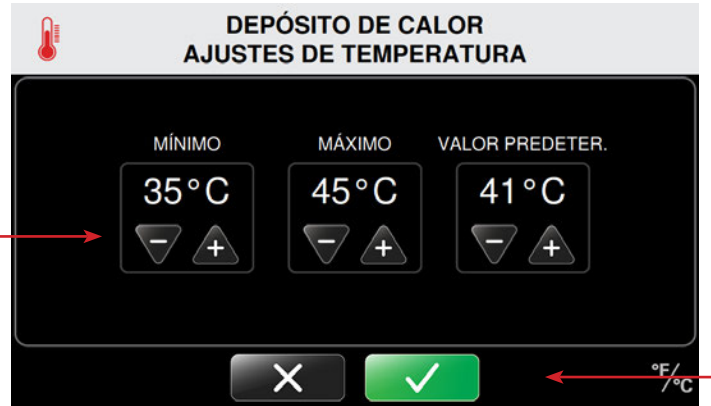 DEPÓSITO DE CALOR
AJUSTES DE TEMPERATURA
MÍNIMO MÁXIMO VALOR PREDETER.
35°C 45°C 41°C
- + - + - +
°F/
/°C